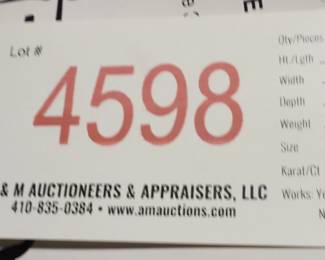 Lot #
4598
& M AUCTIONEERS & APPRAISERS, LLC
410-835-0384 • www.amauctions.com
Qty/Pieces
Ht./Lgth
Width
Depth
Weight
Size
Karat/Ct
Works: Y
N